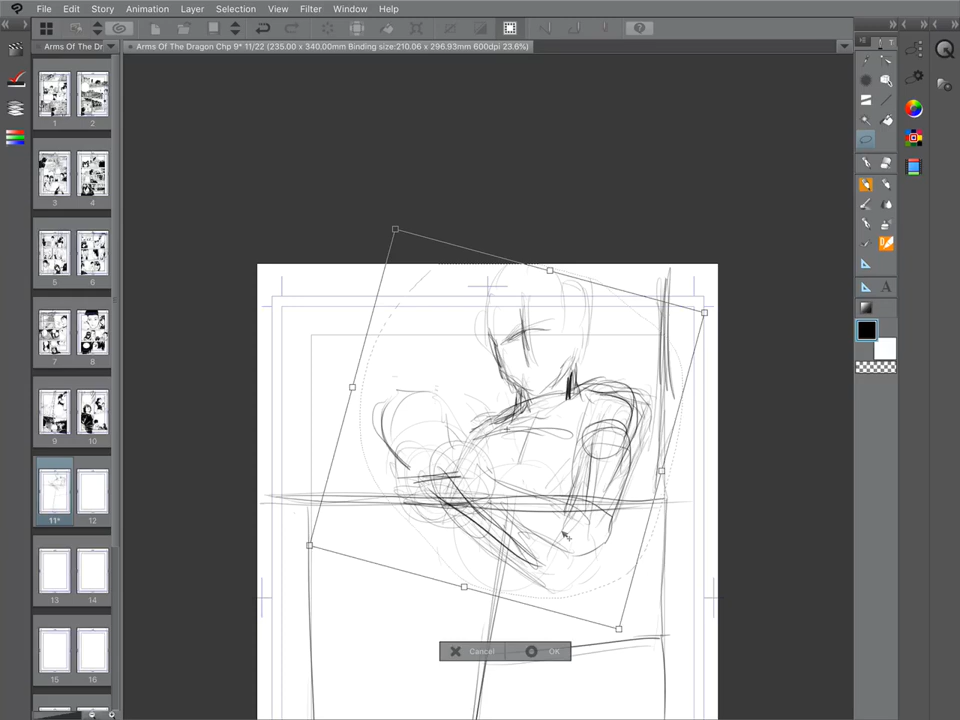 File Edit Story Animation Layer Selection View Filter Window Help
Arms Of The Dr
Arms Of The Dragon Chp 9* 11/22 (235.00 x 340.00mm Binding size:210.06 x 296.93mm 600dpi 23.6%)
1 2
3 4
5 6
7 8
9 10
11* 12
13 14
15 16
Cancel OK